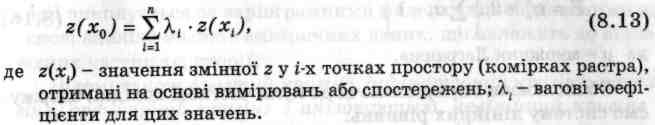 z(x₀) = ∑ᵢ₌₁ⁿ λᵢ · z(xᵢ), (8.13)
де z(xᵢ) – значення змінної z у i-х точках простору (комірках растра),
отримані на основі вимірювань або спостережень; λᵢ – вагові коефі-
цієнти для цих значень.